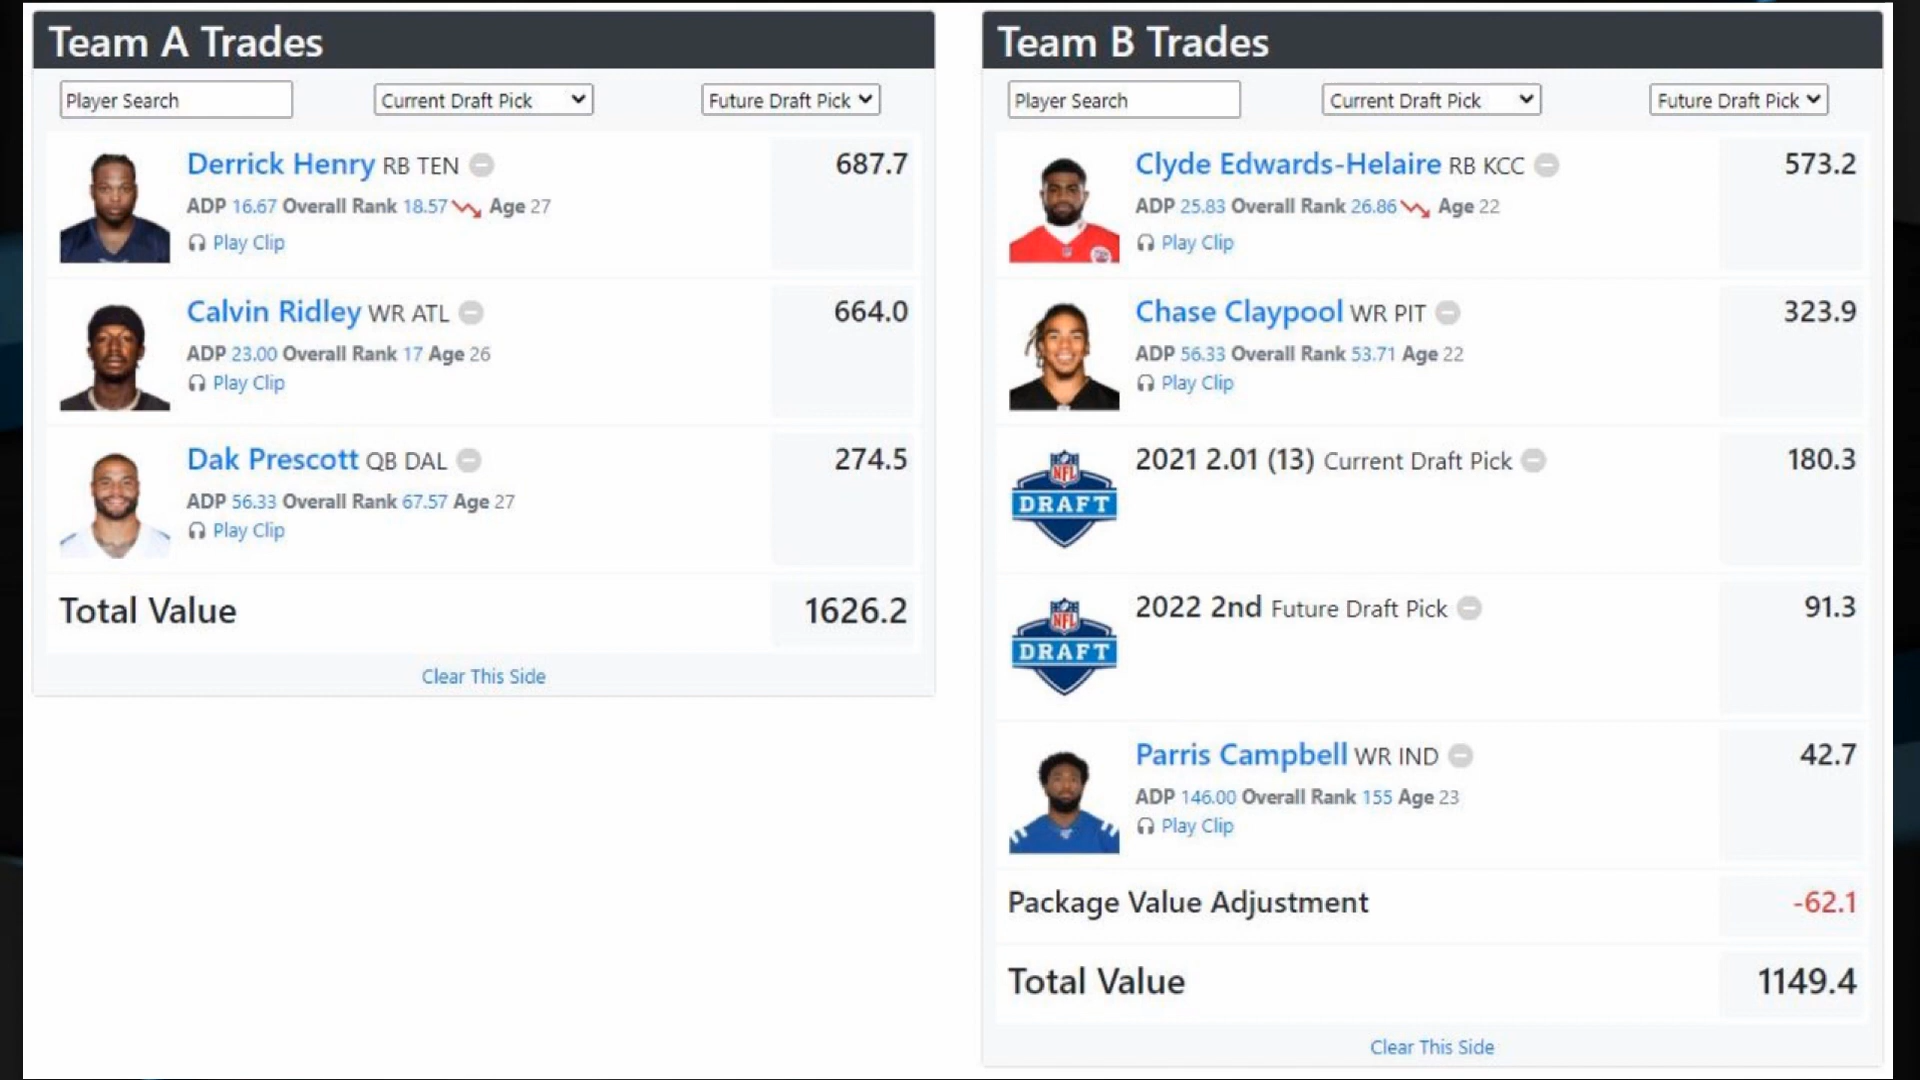 Team A Trades
Player Search
Current Draft Pick
Future Draft Pick
Derrick Henry RB TEN
687.7
ADP 16.67 Overall Rank 18.57 Age 27
Play Clip
Calvin Ridley WR ATL
664.0
ADP 23.00 Overall Rank 17 Age 26
Play Clip
Dak Prescott QB DAL
274.5
ADP 56.33 Overall Rank 67.57 Age 27
Play Clip
Total Value
1626.2
Clear This Side
Team B Trades
Player Search
Current Draft Pick
Future Draft Pick
Clyde Edwards-Helaire RB KCC
573.2
ADP 25.83 Overall Rank 26.86 Age 22
Play Clip
Chase Claypool WR PIT
323.9
ADP 56.33 Overall Rank 53.71 Age 22
Play Clip
NFL
DRAFT
2021 2.01 (13) Current Draft Pick
180.3
NFL
DRAFT
2022 2nd Future Draft Pick
91.3
Parris Campbell WR IND
42.7
ADP 146.00 Overall Rank 155 Age 23
Play Clip
Package Value Adjustment
-62.1
Total Value
1149.4
Clear This Side